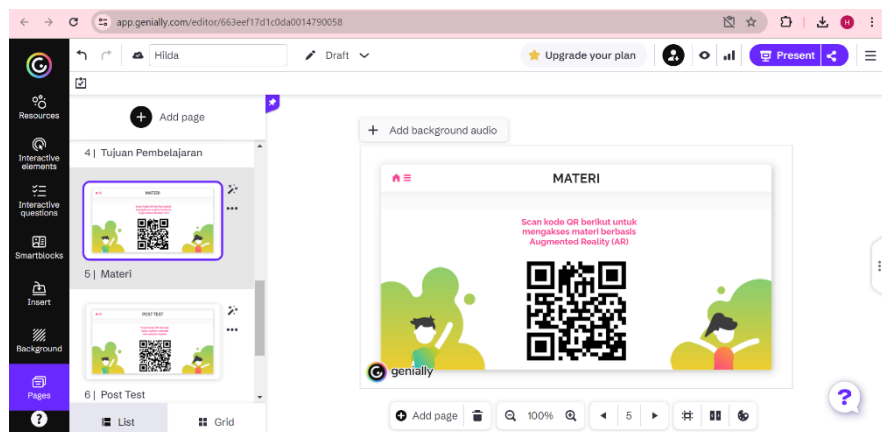 app.genially.com/editor/663eef17d1c0da0014790058
H
Hilda
Draft
Upgrade your plan
Present
Resources
Interactive
elements
Interactive
questions
Smartblocks
Insert
Background
Pages
?
Add page
4| Tujuan Pembelajaran
MATERI
5| Materi
POST TEST
6| Post Test
List
Grid
Add background audio
MATERI
Scan kode QR berikut untuk
mengakses materi berbasis
Augmented Reality (AR)
genially
Add page
100%
5
?